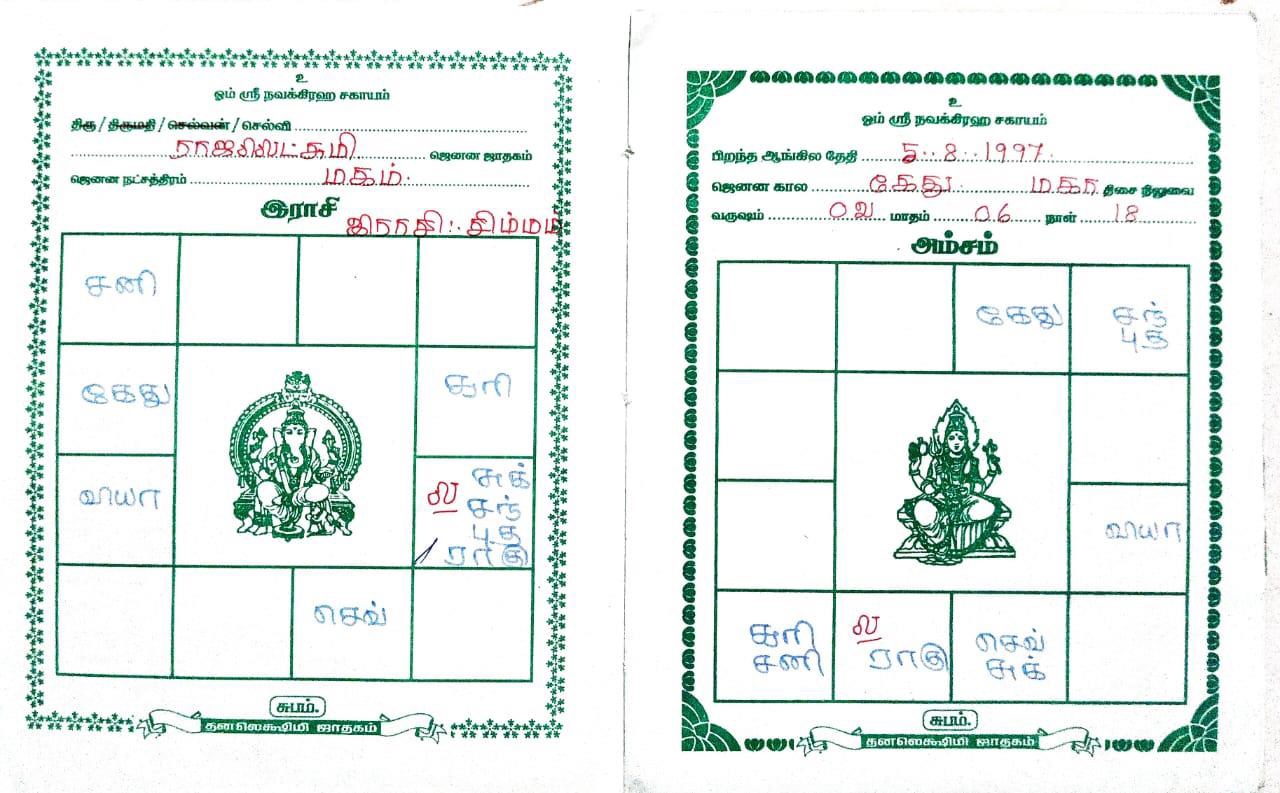 உ
ஓம் ஸ்ரீ நவக்கிரஹ சகாயம்
திரு / திருமதி / செல்வன் / செல்வி
ராஜலெட்சுமி ஜெனன ஜாதகம்
ஜெனன நட்சத்திரம் மகம்.
இராசி
இராசி: சிம்மம்
சனி
கேது
சூரி
வியா
ல
சுக்
சந்
புத
ராகு
செவ்
சுபம்.
தனலெக்ஷிமி ஜாதகம்
உ
ஓம் ஸ்ரீ நவக்கிரஹ சகாயம்
பிறந்த ஆங்கில தேதி 5.8.1997.
ஜெனன கால கேது மகா திசை நிலுவை
வருஷம் 02 மாதம் 06 நாள் 18
அம்சம்
கேது
சந்
புத
வியா
சூரி
சனி
ல
ராகு
செவ்
சுக்
சுபம்.
தனலெக்ஷிமி ஜாதகம்